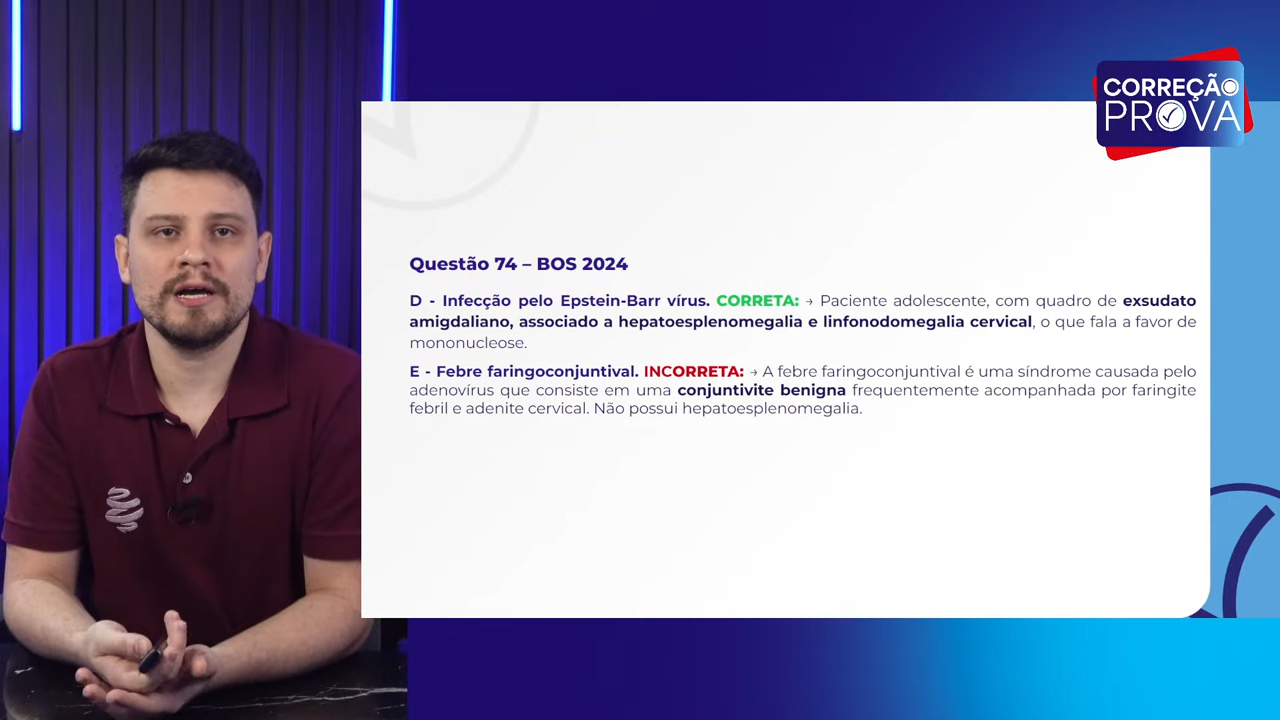 CORREÇÃO
PROVA
Questão 74 – BOS 2024
D - Infecção pelo Epstein-Barr vírus. CORRETA: → Paciente adolescente, com quadro de exsudato
amigdaliano, associado a hepatoesplenomegalia e linfonodomegalia cervical, o que fala a favor de
mononucleose.
E - Febre faringoconjuntival. INCORRETA: → A febre faringoconjuntival é uma síndrome causada pelo
adenovírus que consiste em uma conjuntivite benigna frequentemente acompanhada por faringite
febril e adenite cervical. Não possui hepatoesplenomegalia.